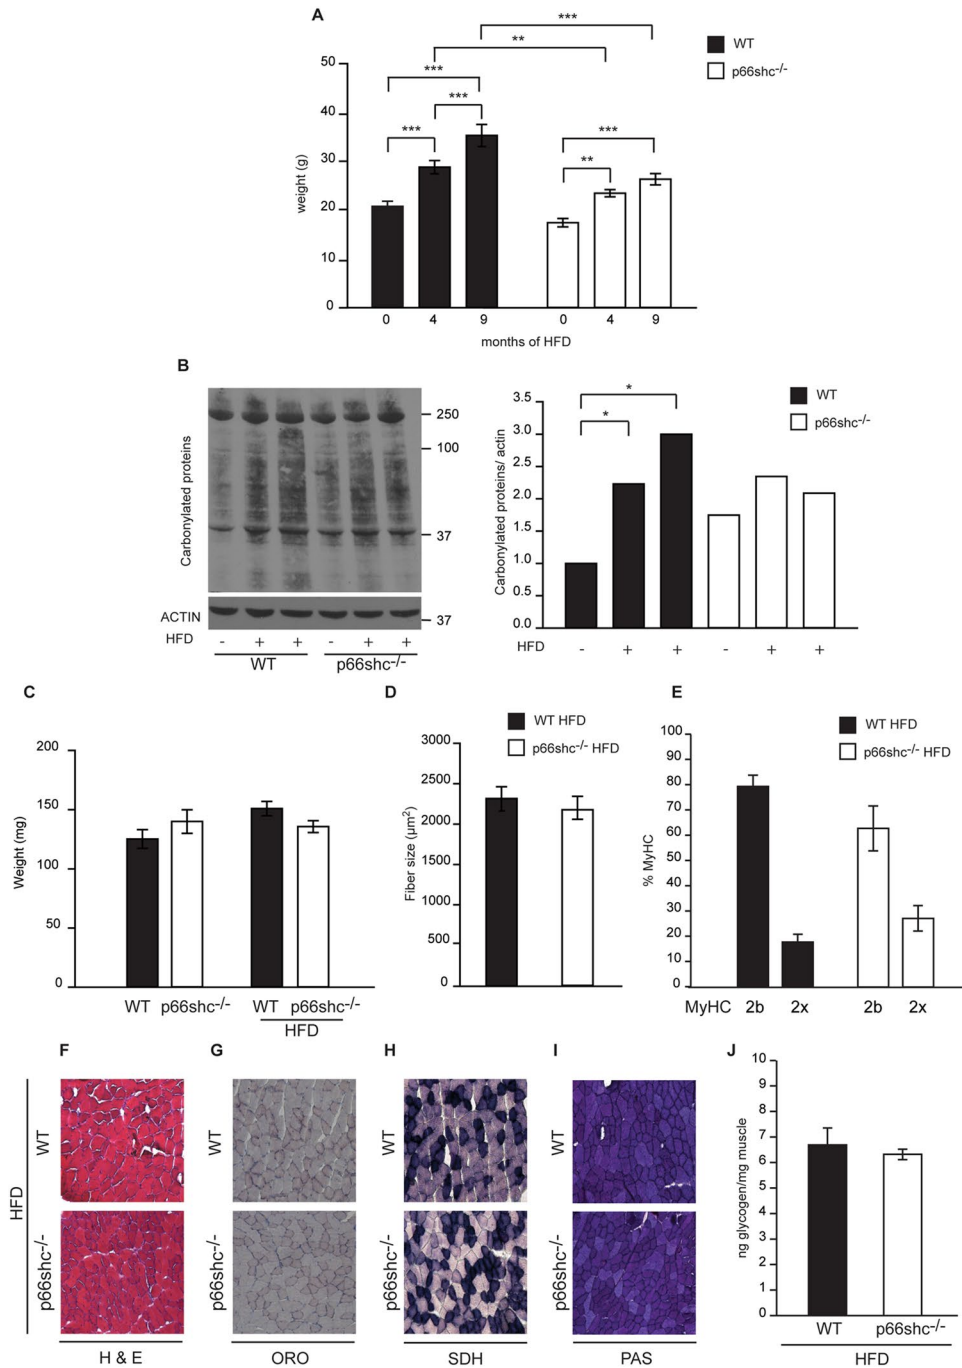 A
***
**
WT
p66shc-/-
50
***
***
40
***
***
**
30
weight (g)
20
10
0
0 4 9 0 4 9
months of HFD
B
250
100
37
Carbonylated proteins
ACTIN
37
HFD - + + - + +
WT p66shc-/-
*
*
WT
p66shc-/-
3.5
3.0
2.5
2.0
1.5
1.0
0.5
0.0
Carbonylated proteins/ actin
HFD - + + - + +
C
200
150
100
50
0
Weight (mg)
WT p66shc-/- WT p66shc-/-
HFD
D
WT HFD
p66shc-/- HFD
3000
2500
2000
1500
1000
500
0
Fiber size (µm2)
E
WT HFD
p66shc-/- HFD
100
90
80
70
60
50
40
30
20
10
0
% MyHC
MyHC 2b 2x 2b 2x
F
G
H
I
HFD
WT
p66shc-/-
H & E
WT
p66shc-/-
ORO
WT
p66shc-/-
SDH
WT
p66shc-/-
PAS
J
10
9
8
7
6
5
4
3
2
1
0
ng glycogen/mg muscle
WT p66shc-/-
HFD